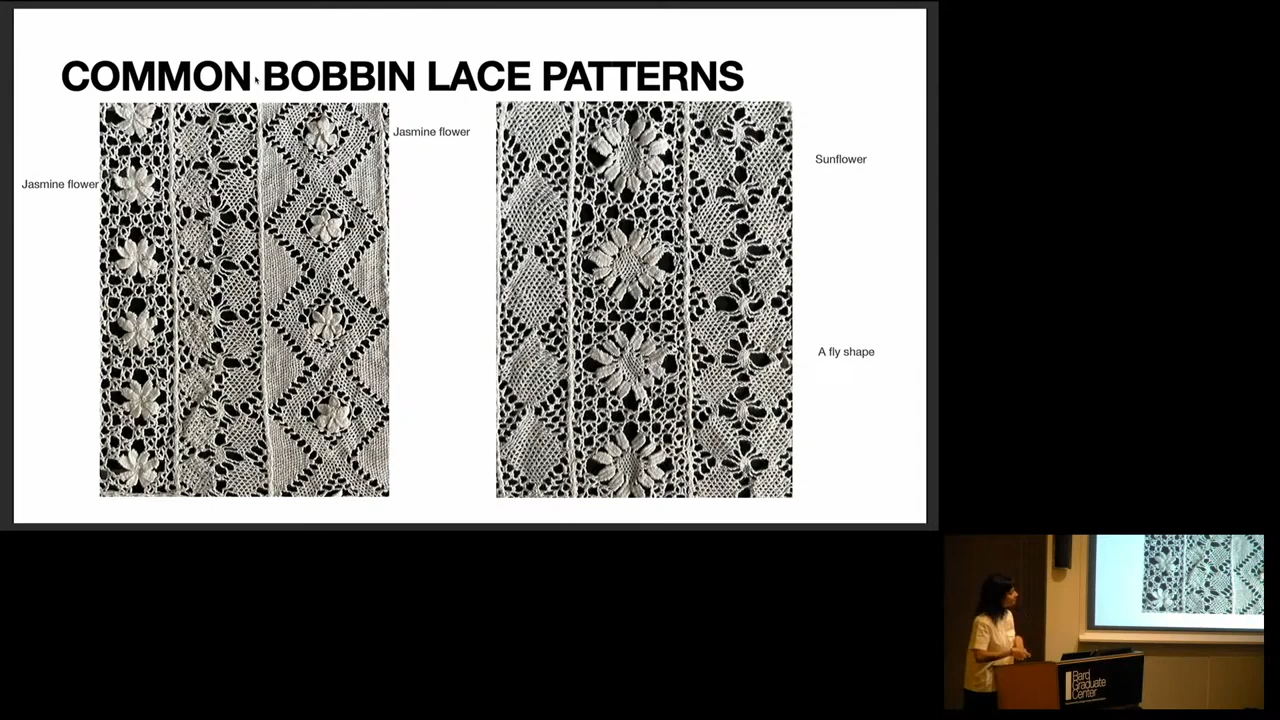 COMMON BOBBIN LACE PATTERNS
Jasmine flower
Sunflower
Jasmine flower
A fly shape
Bard
Graduate
Center